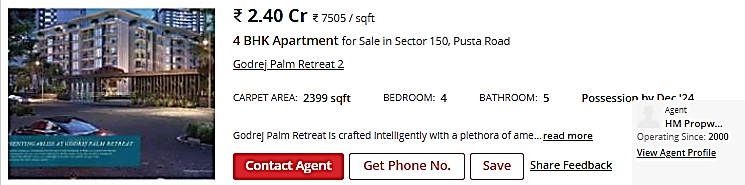 ₹ 2.40 Cr ₹ 7505 / sqft
4 BHK Apartment for Sale in Sector 150, Pusta Road
Godrej Palm Retreat 2
CARPET AREA: 2399 sqft BEDROOM: 4 BATHROOM: 5 Possession by Dec '24
Agent
HM Propw...
Operating Since: 2000
View Agent Profile
Godrej Palm Retreat is crafted intelligently with a plethora of ame... read more
AT GODREJ PALM RETREAT
Contact Agent Get Phone No. Save Share Feedback